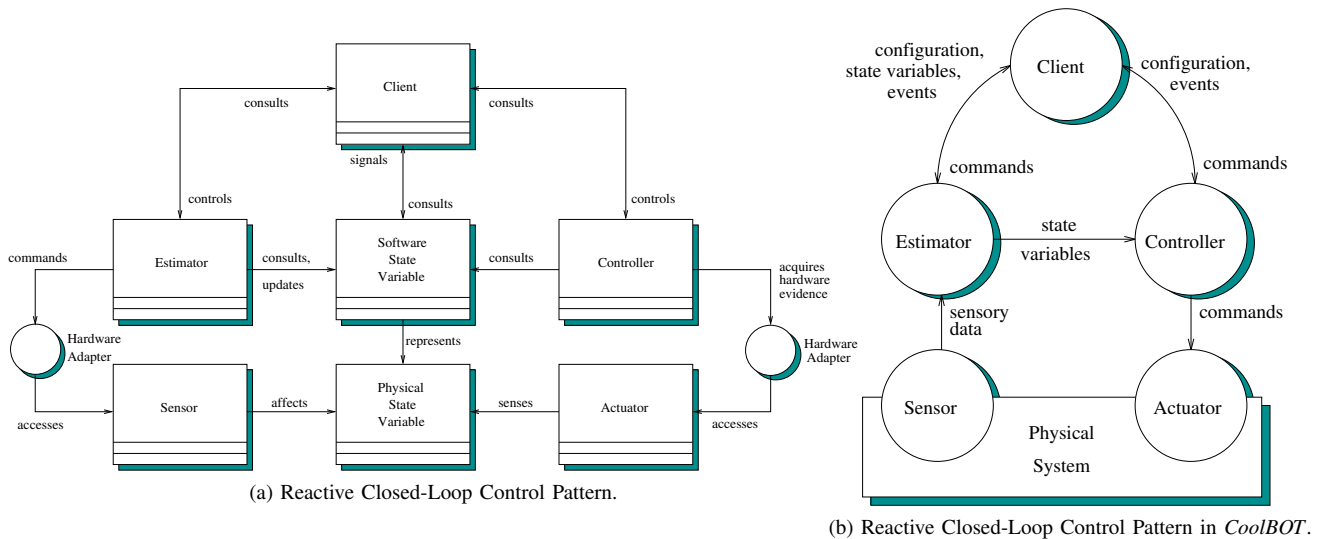 Client
consults
consults
signals
controls
consults
controls
commands
Estimator
consults,
updates
Software
State
Variable
consults
Controller
acquires
hardware
evidence
Hardware
Adapter
represents
Hardware
Adapter
accesses
Sensor
affects
Physical
State
Variable
senses
Actuator
accesses
(a) Reactive Closed-Loop Control Pattern.
configuration,
state variables,
events
Client
configuration,
events
commands
commands
Estimator
state
variables
Controller
sensory
data
commands
Sensor
Actuator
Physical
System
(b) Reactive Closed-Loop Control Pattern in CoolBOT.